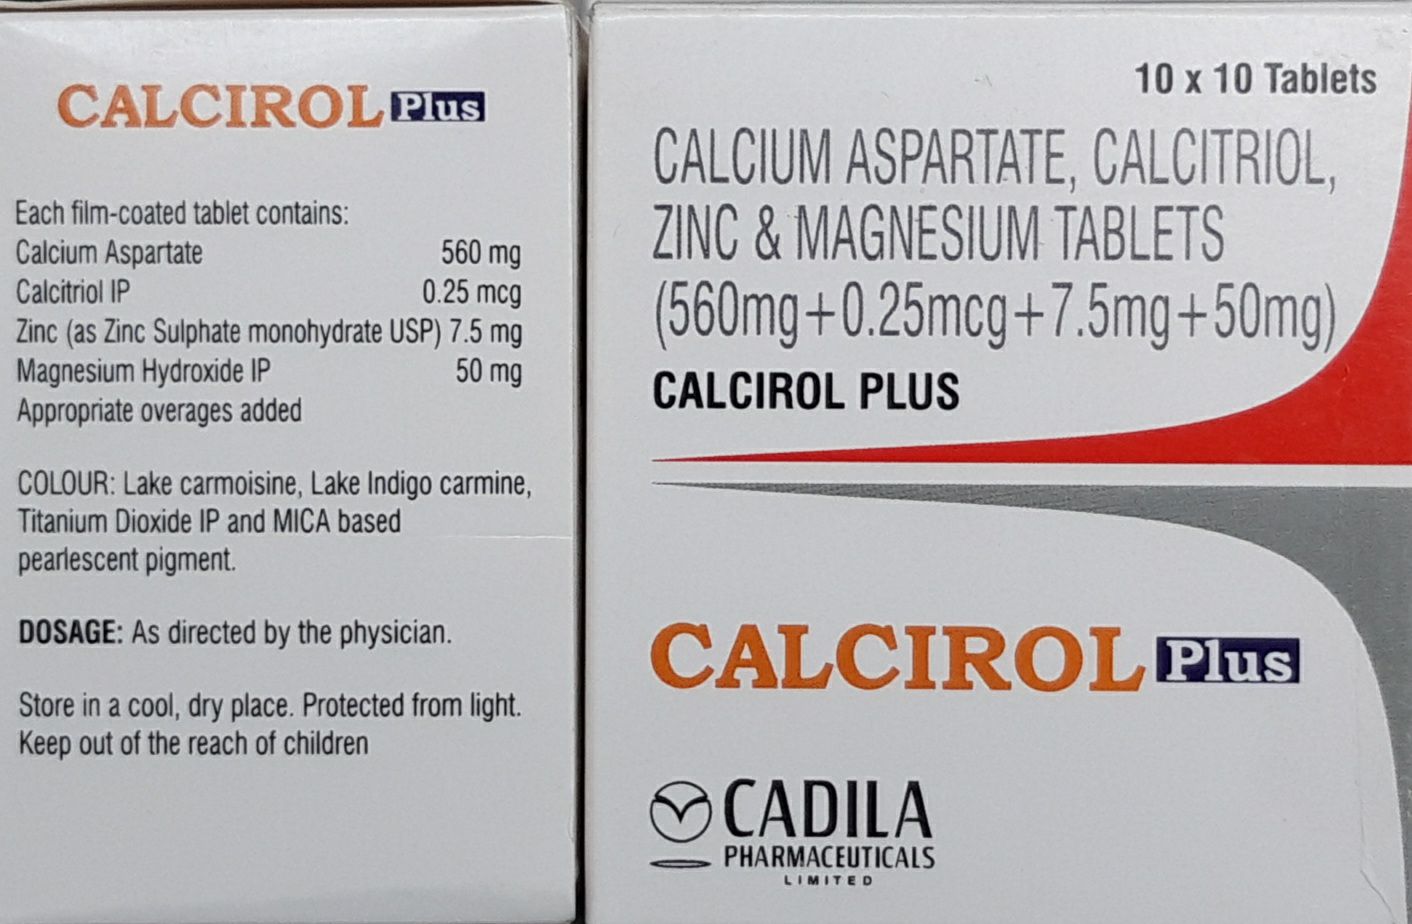 CALCIROL Plus
Each film-coated tablet contains:
Calcium Aspartate 560 mg
Calcitriol IP 0.25 mcg
Zinc (as Zinc Sulphate monohydrate USP) 7.5 mg
Magnesium Hydroxide IP 50 mg
Appropriate overages added
COLOUR: Lake carmoisine, Lake Indigo carmine,
Titanium Dioxide IP and MICA based
pearlescent pigment.
DOSAGE: As directed by the physician.
Store in a cool, dry place. Protected from light.
Keep out of the reach of children
10 x 10 Tablets
CALCIUM ASPARTATE, CALCITRIOL,
ZINC & MAGNESIUM TABLETS
(560mg+0.25mcg+7.5mg+50mg)
CALCIROL PLUS
CALCIROL Plus
CADILA
PHARMACEUTICALS
LIMITED